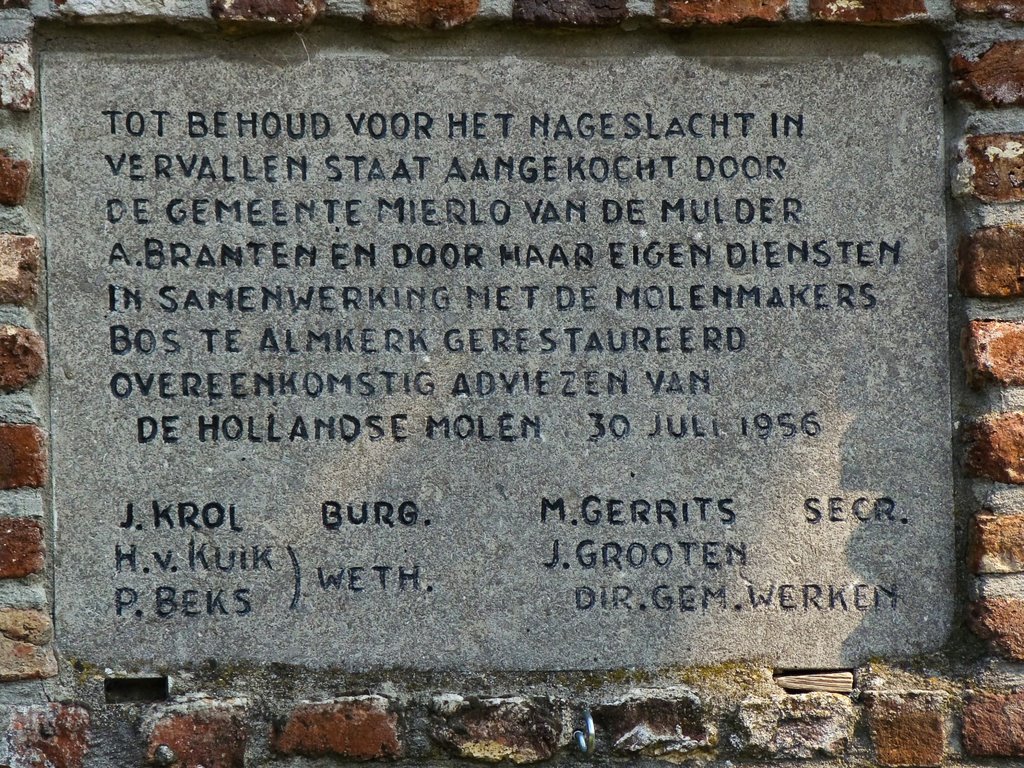 TOT BEHOUD VOOR HET NAGESLACHT IN
VERVALLEN STAAT AANGEKOCHT DOOR
DE GEMEENTE MIERLO VAN DE MULDER
A. BRANTEN EN DOOR HAAR EIGEN DIENSTEN
IN SAMENWERKING MET DE MOLENMAKERS
BOS TE ALMKERK GERESTAUREERD
OVEREENKOMSTIG ADVIEZEN VAN
DE HOLLANDSE MOLEN 30 JULI 1956
J. KROL BURG. M. GERRITS SECR.
H. v. KUIK J. GROOTEN
) WETH.
P. BEKS DIR. GEM. WERKEN